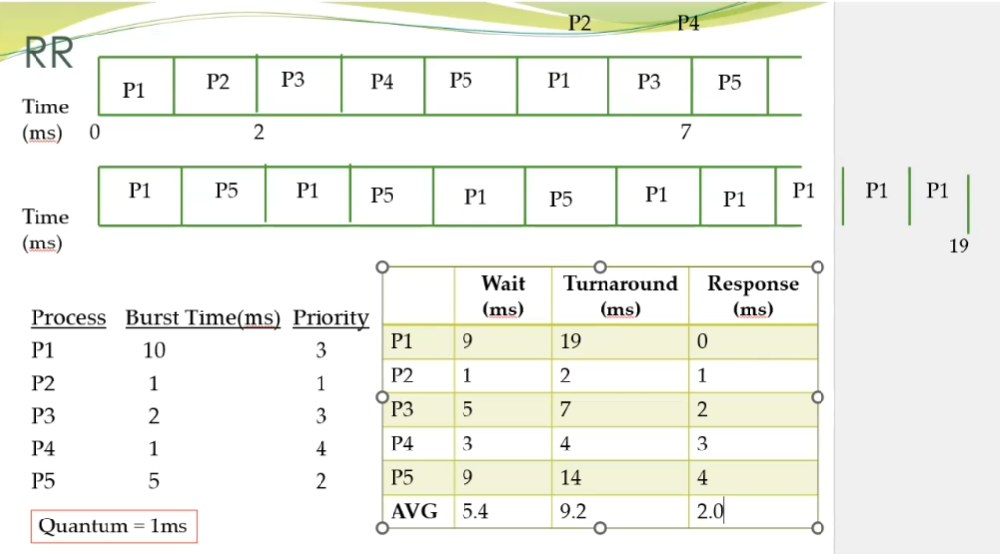 P2 P4
RR
P1 P2 P3 P4 P5 P1 P3 P5
Time
(ms) 0 2 7
P1 P5 P1 P5 P1 P5 P1 P1 P1 P1 P1
Time
(ms) 19
Process Burst Time(ms) Priority
P1 10 3
P2 1 1
P3 2 3
P4 1 4
P5 5 2
Quantum = 1ms
Wait Turnaround Response
(ms) (ms) (ms)
P1 9 19 0
P2 1 2 1
P3 5 7 2
P4 3 4 3
P5 9 14 4
AVG 5.4 9.2 2.0